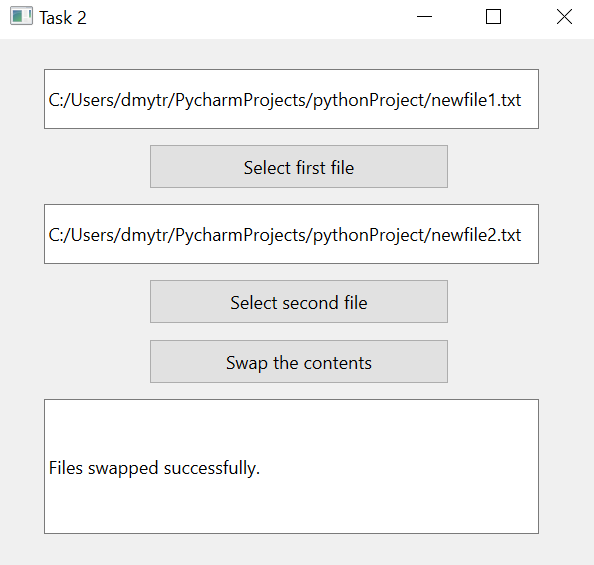 Task 2
C:/Users/dmytr/PycharmProjects/pythonProject/newfile1.txt
Select first file
C:/Users/dmytr/PycharmProjects/pythonProject/newfile2.txt
Select second file
Swap the contents
Files swapped successfully.